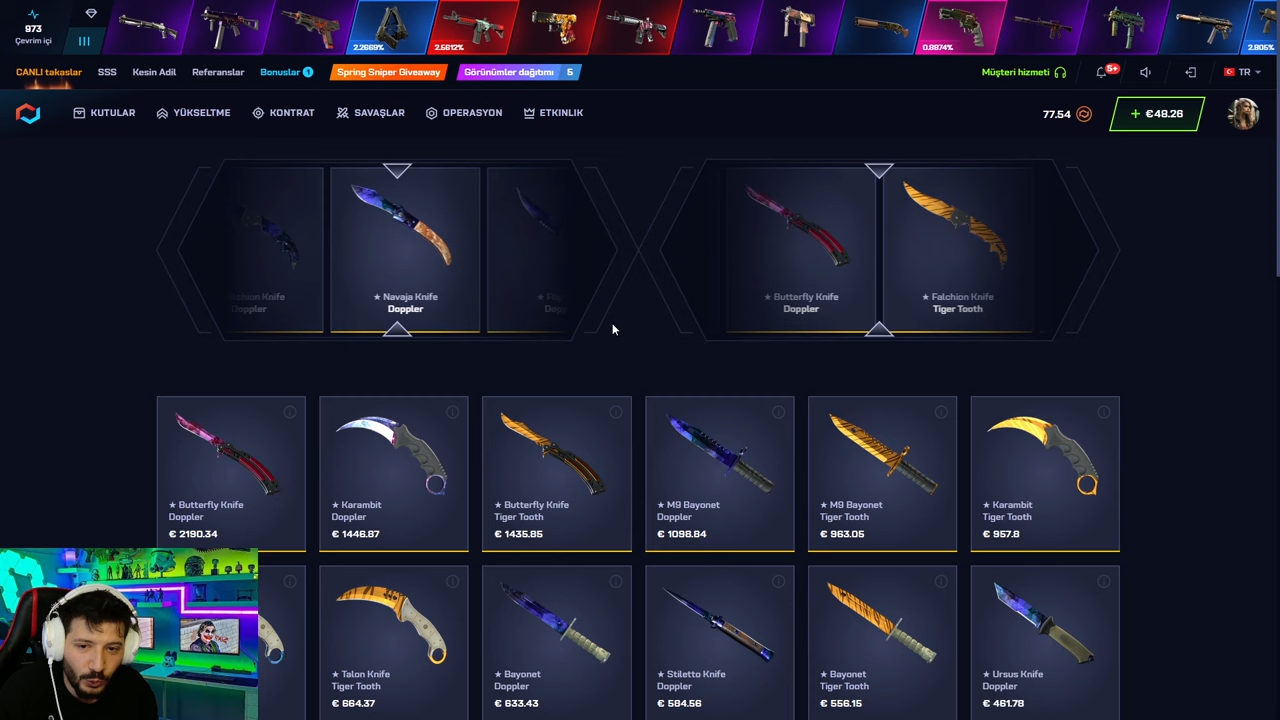 973
Çevrim içi
2.2669%
2.5612%
0.8874%
2.805%
CANLI takaslar
SSS
Kesin Adil
Referanslar
Bonuslar 1
Spring Sniper Giveaway
Görünümler dağıtımı 5
Müşteri hizmeti
5+
TR
KUTULAR
YÜKSELTME
KONTRAT
SAVAŞLAR
OPERASYON
ETKINLIK
77.54
+ €48.26
Knife
Doppler
★ Navaja Knife
Doppler
★ Butterfly Knife
Doppler
★ Falchion Knife
Tiger Tooth
★ Butterfly Knife
Doppler
€ 2190.34
★ Karambit
Doppler
€ 1446.87
★ Butterfly Knife
Tiger Tooth
€ 1435.85
★ M9 Bayonet
Doppler
€ 1098.84
★ M9 Bayonet
Tiger Tooth
€ 963.05
★ Karambit
Tiger Tooth
€ 957.8
★ Talon Knife
Tiger Tooth
€ 664.37
★ Bayonet
Doppler
€ 633.43
★ Stiletto Knife
Doppler
€ 584.56
★ Bayonet
Tiger Tooth
€ 556.15
★ Ursus Knife
Doppler
€ 461.78